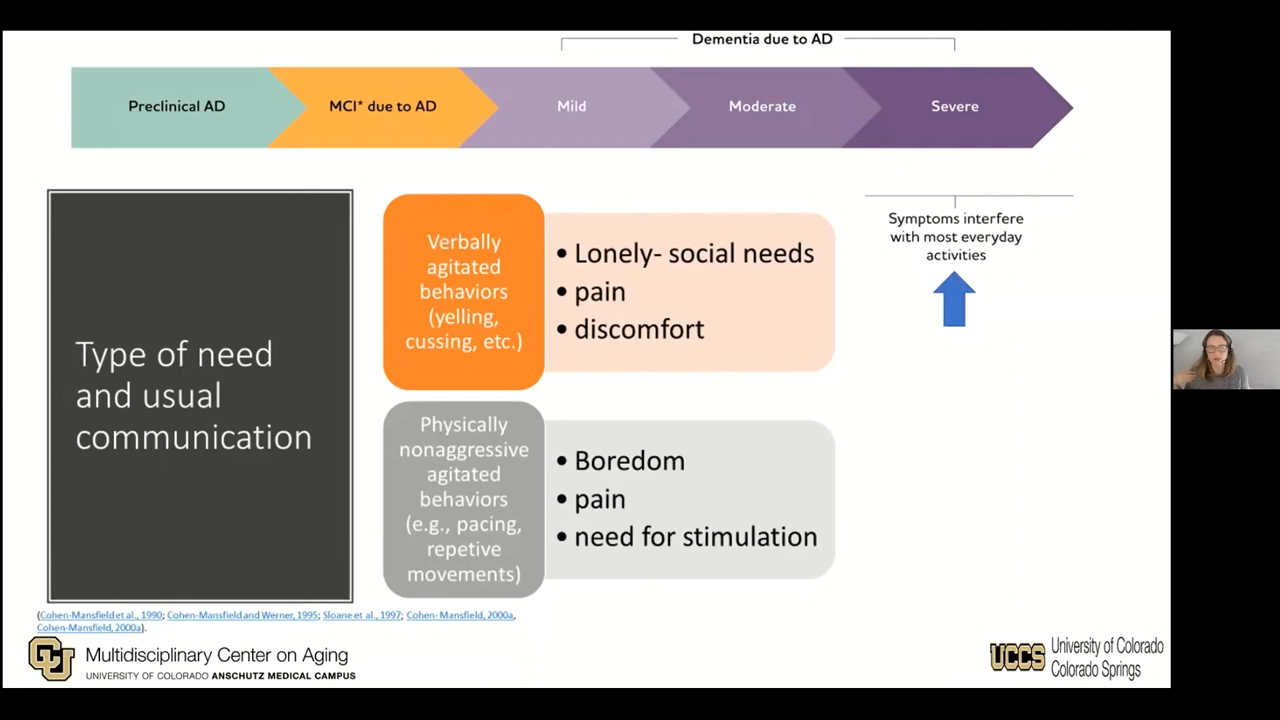 Dementia due to AD
Preclinical AD
MCI* due to AD
Mild
Moderate
Severe
Type of need
and usual
communication
Verbally
agitated
behaviors
(yelling,
cussing, etc.)
• Lonely- social needs
• pain
• discomfort
Physically
nonaggressive
agitated
behaviors
(e.g., pacing,
repetive
movements)
• Boredom
• pain
• need for stimulation
Symptoms interfere
with most everyday
activities
(Cohen-Mansfield et al., 1990; Cohen-Mansfield and Werner, 1995; Sloane et al., 1997; Cohen- Mansfield, 2000a,
Cohen-Mansfield, 2000a).
CU
Multidisciplinary Center on Aging
UNIVERSITY OF COLORADO ANSCHUTZ MEDICAL CAMPUS
UCCS
University of Colorado
Colorado Springs